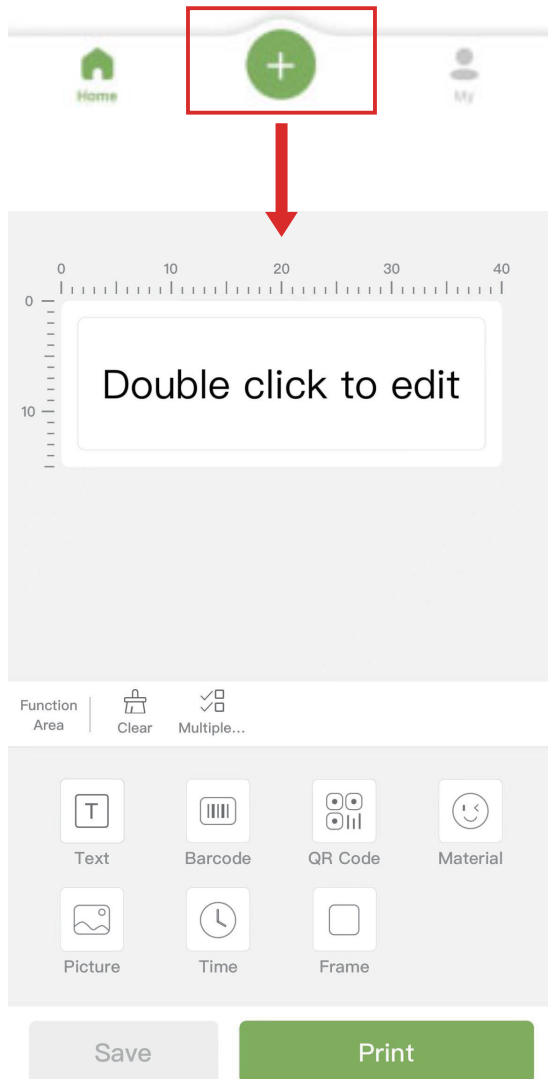 Home
My
0 10 20 30 40
0
Double click to edit
10
Function
Area
Clear
Multiple...
T
Text
Barcode
QR Code
Material
Picture
Time
Frame
Save
Print